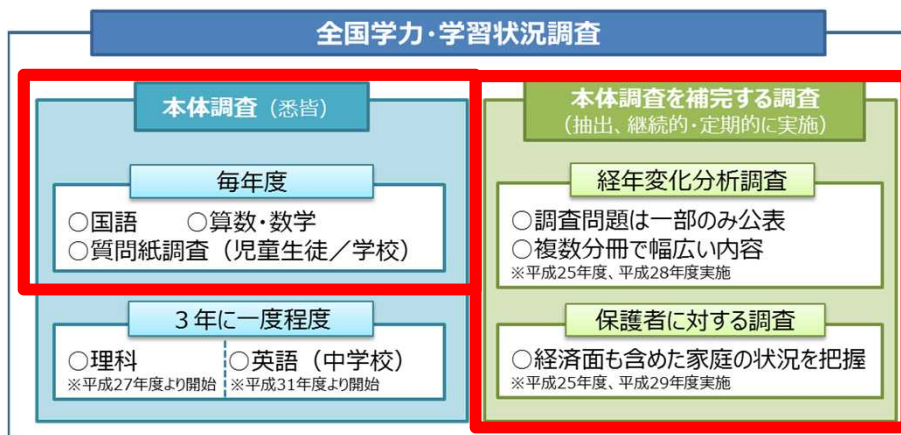 全国学力・学習状況調査
本体調査（悉皆）
毎年度
○国語　○算数・数学
○質問紙調査（児童生徒／学校）
３年に一度程度
○理科
※平成27年度より開始
○英語（中学校）
※平成31年度より開始
本体調査を補完する調査
（抽出、継続的・定期的に実施）
経年変化分析調査
○調査問題は一部のみ公表
○複数分冊で幅広い内容
※平成25年度、平成28年度実施
保護者に対する調査
○経済面も含めた家庭の状況を把握
※平成25年度、平成29年度実施